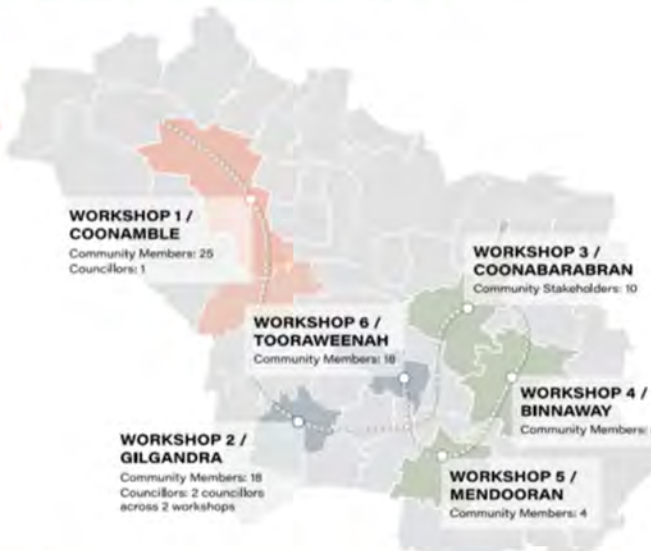 WORKSHOP 1 /
COONAMBLE
Community Members: 25
Councillors: 1
WORKSHOP 3 /
COONABARABRAN
Community Stakeholders: 10
WORKSHOP 6 /
TOORAWEENAH
Community Members: 18
WORKSHOP 4 /
BINNAWAY
Community Members:
WORKSHOP 2 /
GILGANDRA
Community Members: 18
Councillors: 2 councillors
across 2 workshops
WORKSHOP 5 /
MENDOORAN
Community Members: 4